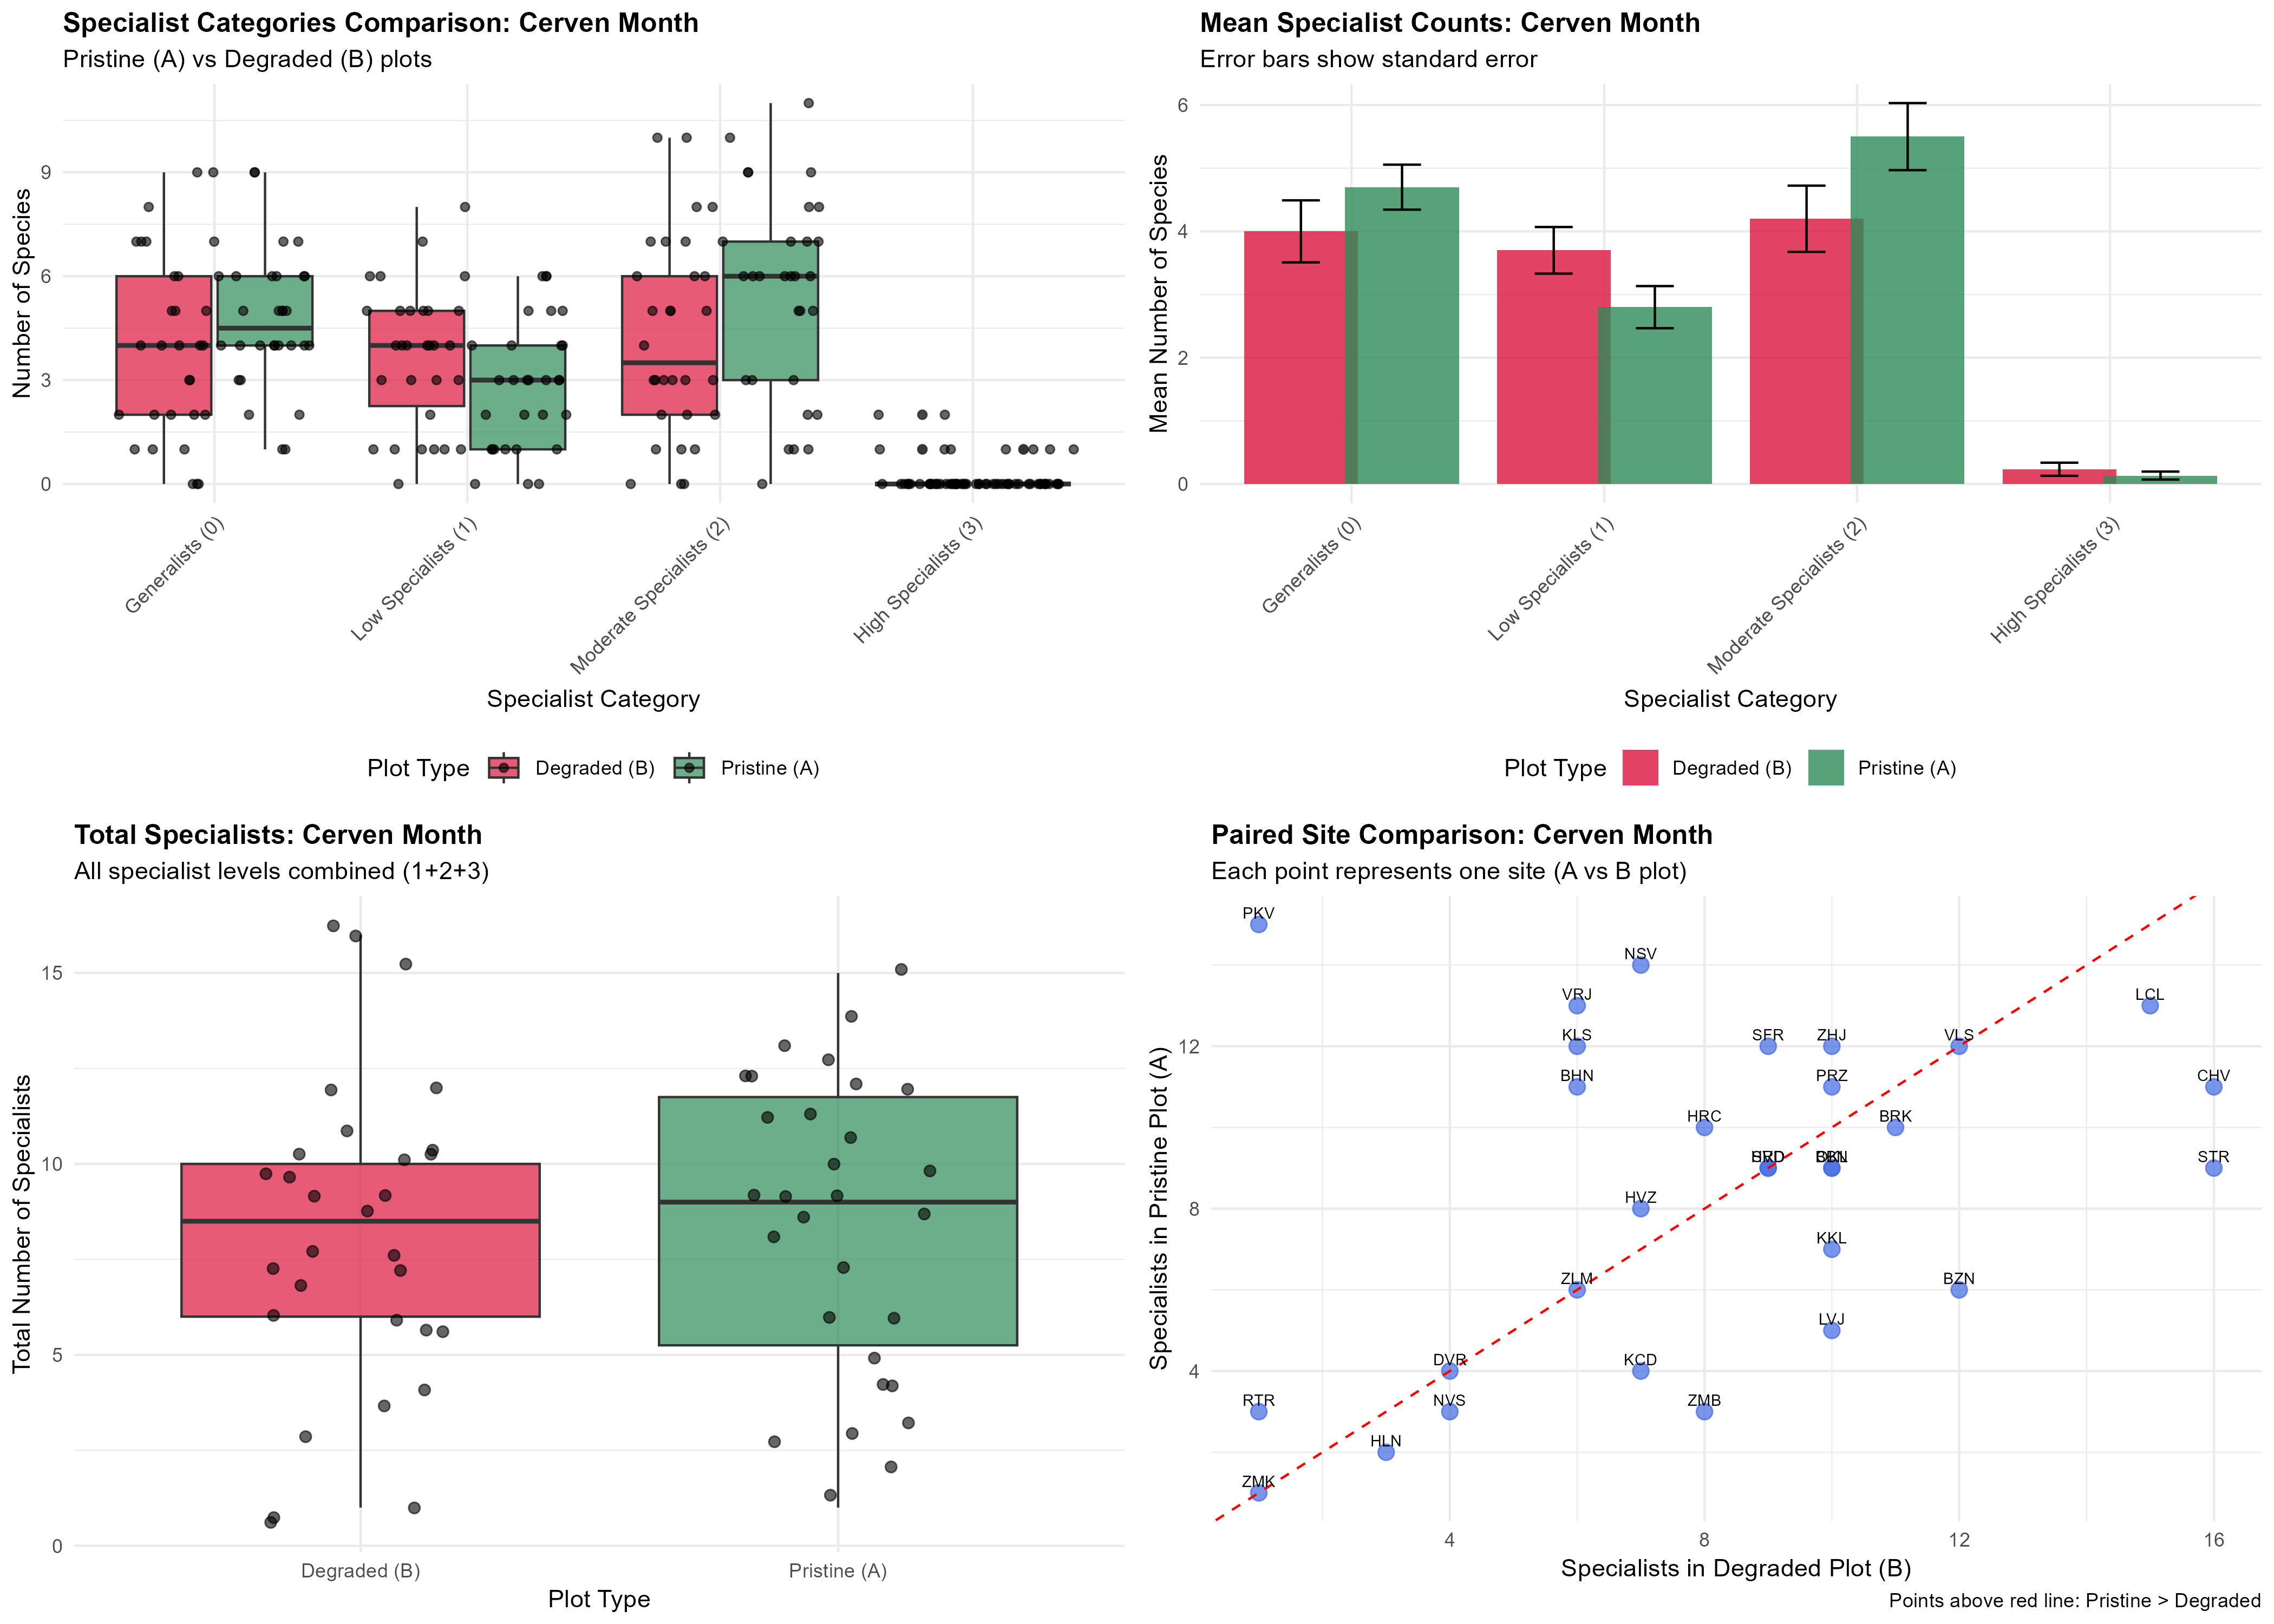 Specialist Categories Comparison: Cerven Month
Pristine (A) vs Degraded (B) plots
Number of Species
9
6
3
0
Generalists (0)
Low Specialists (1)
Moderate Specialists (2)
High Specialists (3)
Specialist Category
Plot Type
Degraded (B)
Pristine (A)
Mean Specialist Counts: Cerven Month
Error bars show standard error
Mean Number of Species
6
4
2
0
Generalists (0)
Low Specialists (1)
Moderate Specialists (2)
High Specialists (3)
Specialist Category
Plot Type
Degraded (B)
Pristine (A)
Total Specialists: Cerven Month
All specialist levels combined (1+2+3)
Total Number of Specialists
15
10
5
0
Degraded (B)
Pristine (A)
Plot Type
Paired Site Comparison: Cerven Month
Each point represents one site (A vs B plot)
Specialists in Pristine Plot (A)
12
8
4
PKV
NSV
VRJ
LCL
KLS
SFR
ZHJ
VLS
BHN
PRZ
CHV
HRC
BRK
STR
HVZ
KKL
ZLM
BZN
LVJ
DVR
KCD
RTR
NVS
ZMB
HLN
ZMK
4
8
12
16
Specialists in Degraded Plot (B)
Points above red line: Pristine > Degraded